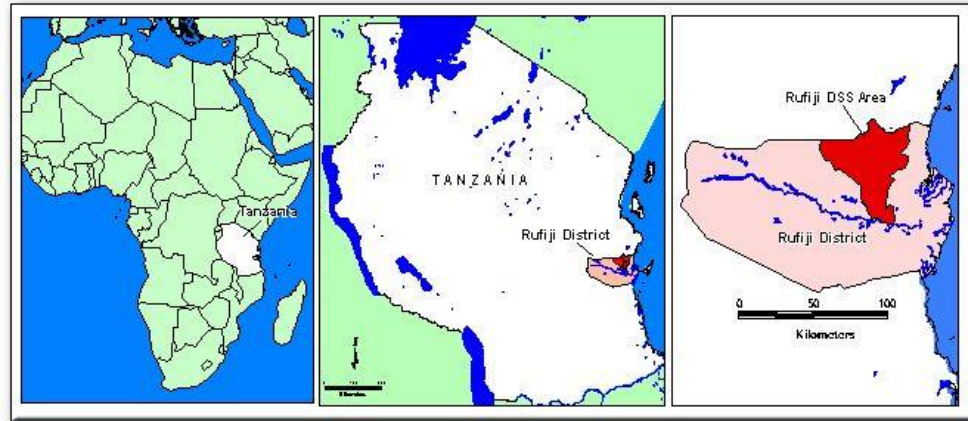 Tanzania
TANZANIA
Rufiji District
Rufiji DSS Area
Rufiji District
0 50 100
Kilometers